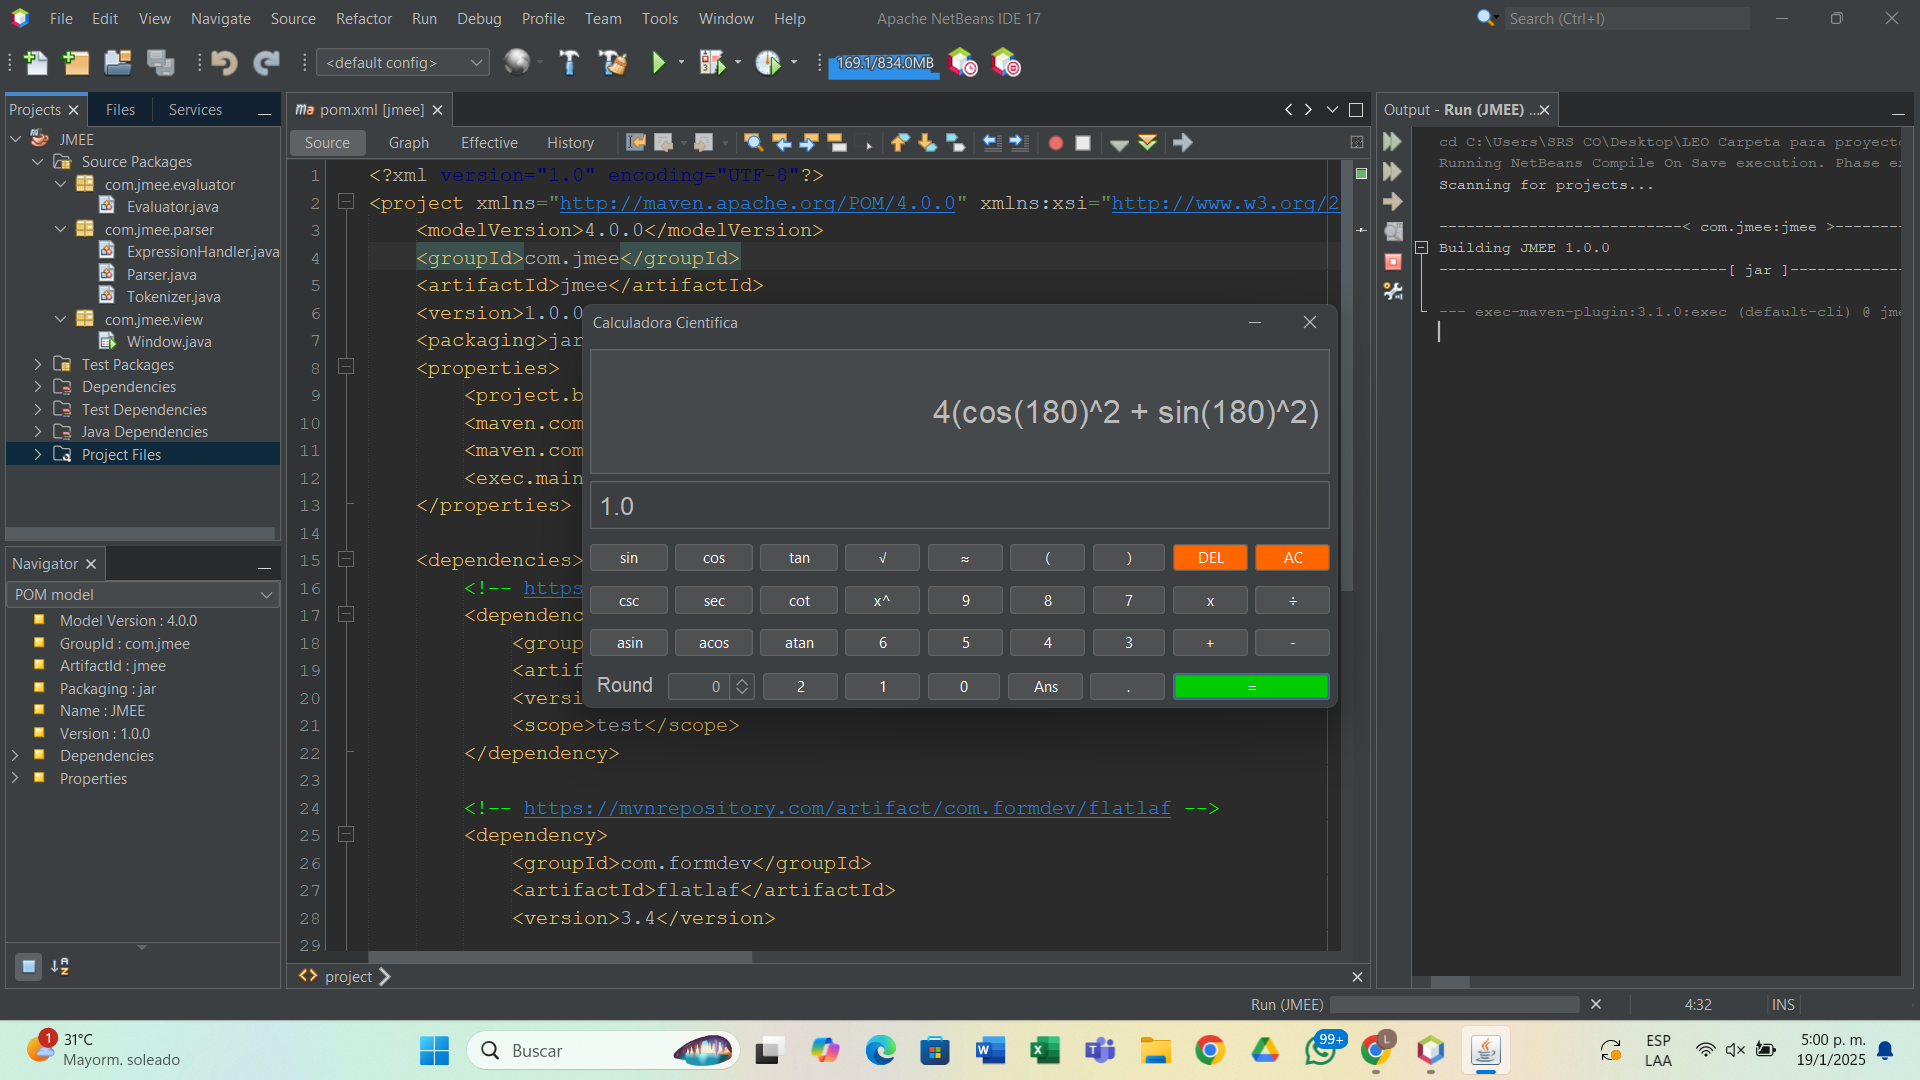 File Edit View Navigate Source Refactor Run Debug Profile Team Tools Window Help
Apache NetBeans IDE 17
Search (Ctrl+I)
<default config>
169.1/834.0MB
Projects
Files
Services
JMEE
Source Packages
com.jmee.evaluator
Evaluator.java
com.jmee.parser
ExpressionHandler.java
Parser.java
Tokenizer.java
com.jmee.view
Window.java
Test Packages
Dependencies
Test Dependencies
Java Dependencies
Project Files
Navigator
POM model
Model Version : 4.0.0
GroupId : com.jmee
ArtifactId : jmee
Packaging : jar
Name : JMEE
Version : 1.0.0
Dependencies
Properties
pom.xml [jmee]
Source Graph Effective History
1 <?xml version="1.0" encoding="UTF-8"?>
2 <project xmlns="http://maven.apache.org/POM/4.0.0" xmlns:xsi="http://www.w3.org/2
3 <modelVersion>4.0.0</modelVersion>
4 <groupId>com.jmee</groupId>
5 <artifactId>jmee</artifactId>
6 <version>1.0.0
7 <packaging>jar
8 <properties>
9 <project.b
10 <maven.com
11 <maven.com
12 <exec.main
13 </properties>
14
15 <dependencies>
16 <!-- https
17 <dependenc
18 <group
19 <artif
20 <versi
21 <scope>test</scope>
22 </dependency>
23
24 <!-- https://mvnrepository.com/artifact/com.formdev/flatlaf -->
25 <dependency>
26 <groupId>com.formdev</groupId>
27 <artifactId>flatlaf</artifactId>
28 <version>3.4</version>
29
project
Calculadora Cientifica
4(cos(180)^2 + sin(180)^2)
1.0
sin cos tan √ ≈ ( ) DEL AC
csc sec cot x^ 9 8 7 x ÷
asin acos atan 6 5 4 3 + -
Round 0 2 1 0 Ans . =
Output - Run (JMEE) ...
cd C:\Users\SRS CO\Desktop\LEO Carpeta para proyecto
Running NetBeans Compile On Save execution. Phase ex
Scanning for projects...
--------------------------< com.jmee:jmee >-------
Building JMEE 1.0.0
--------------------------------[ jar ]-------------
--- exec-maven-plugin:3.1.0:exec (default-cli) @ jme
Run (JMEE)
4:32
INS
1
31°C
Mayorm. soleado
Buscar
99+
L
ESP
LAA
5:00 p. m.
19/1/2025